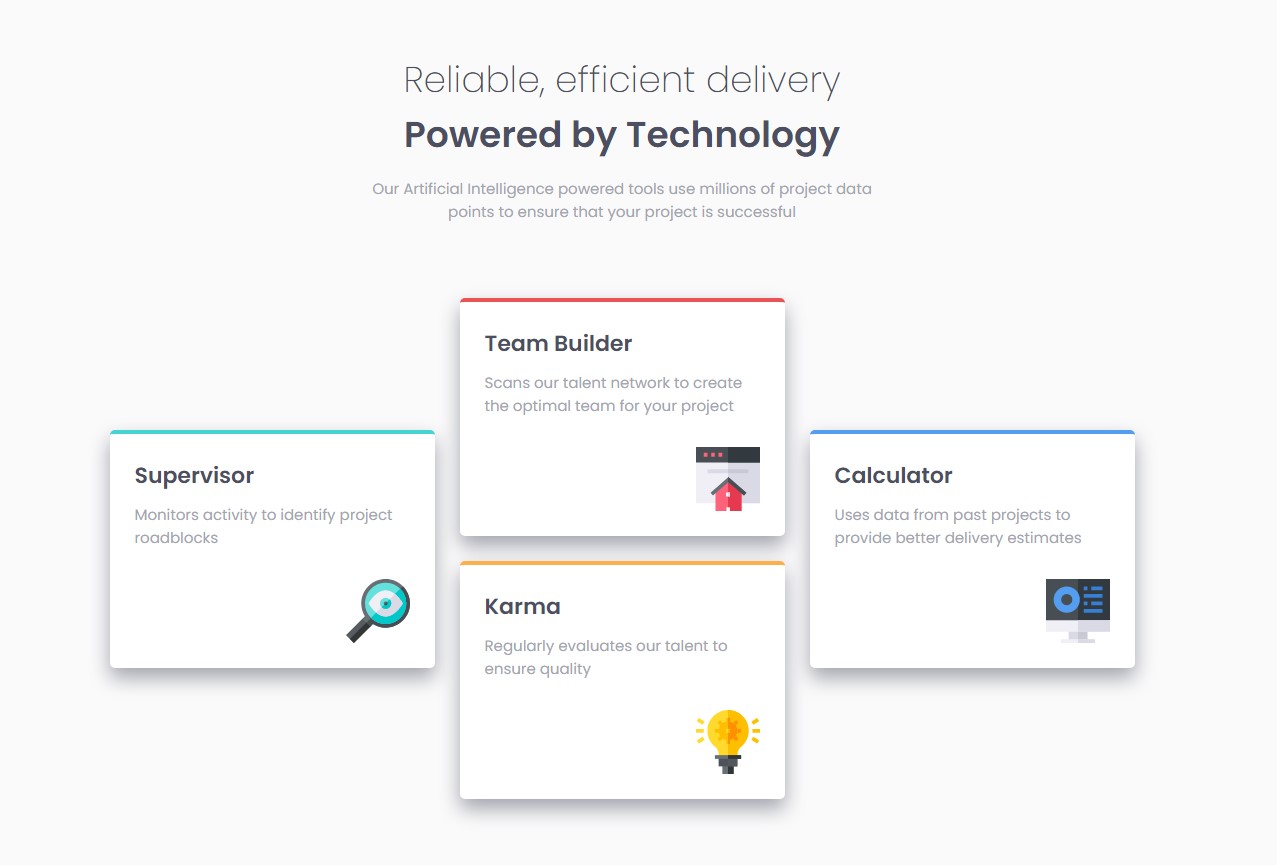 Reliable, efficient delivery
Powered by Technology
Our Artificial Intelligence powered tools use millions of project data
points to ensure that your project is successful
Supervisor
Monitors activity to identify project
roadblocks
Team Builder
Scans our talent network to create
the optimal team for your project
Karma
Regularly evaluates our talent to
ensure quality
Calculator
Uses data from past projects to
provide better delivery estimates